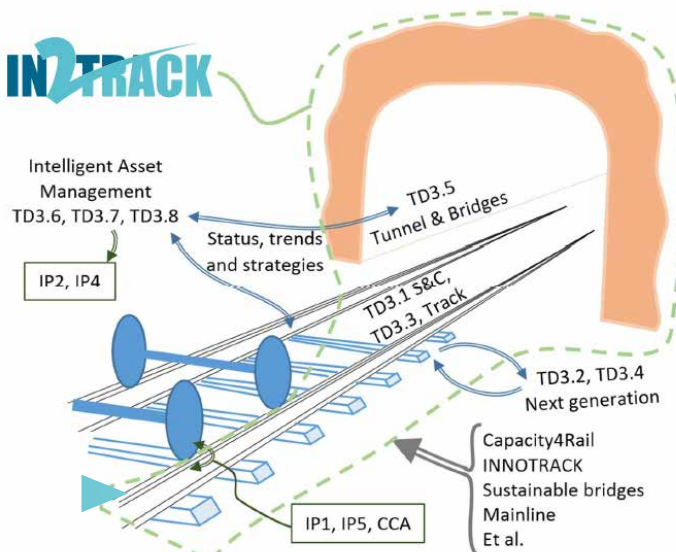 IN2TRACK
Intelligent Asset
Management
TD3.6, TD3.7, TD3.8
IP2, IP4
Status, trends
and strategies
TD3.5
Tunnel & Bridges
TD3.1 S&C,
TD3.3, Track
TD3.2, TD3.4
Next generation
Capacity4Rail
INNOTRACK
Sustainable bridges
Mainline
Et al.
IP1, IP5, CCA